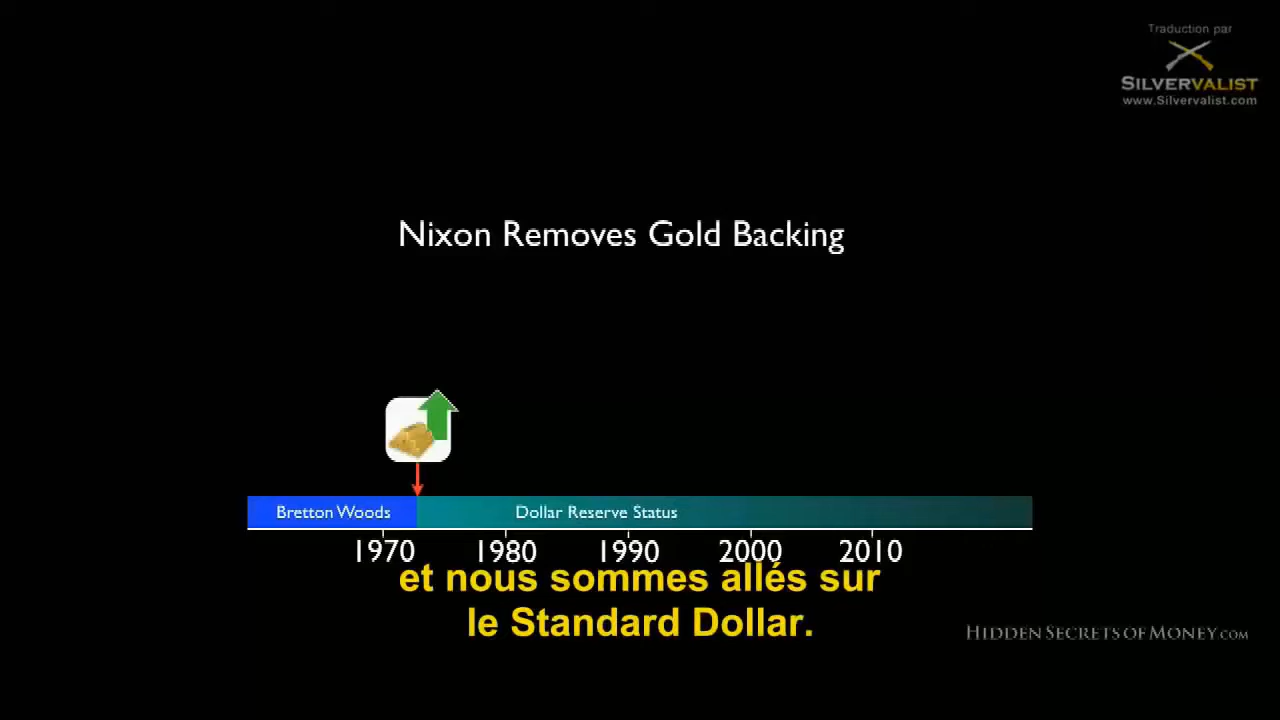 Traduction par
SILVERVALIST
www.Silvervalist.com
Nixon Removes Gold Backing
Bretton Woods
Dollar Reserve Status
1970 1980 1990 2000 2010
et nous sommes allés sur
le Standard Dollar.
HIDDEN SECRETS OF MONEY.COM